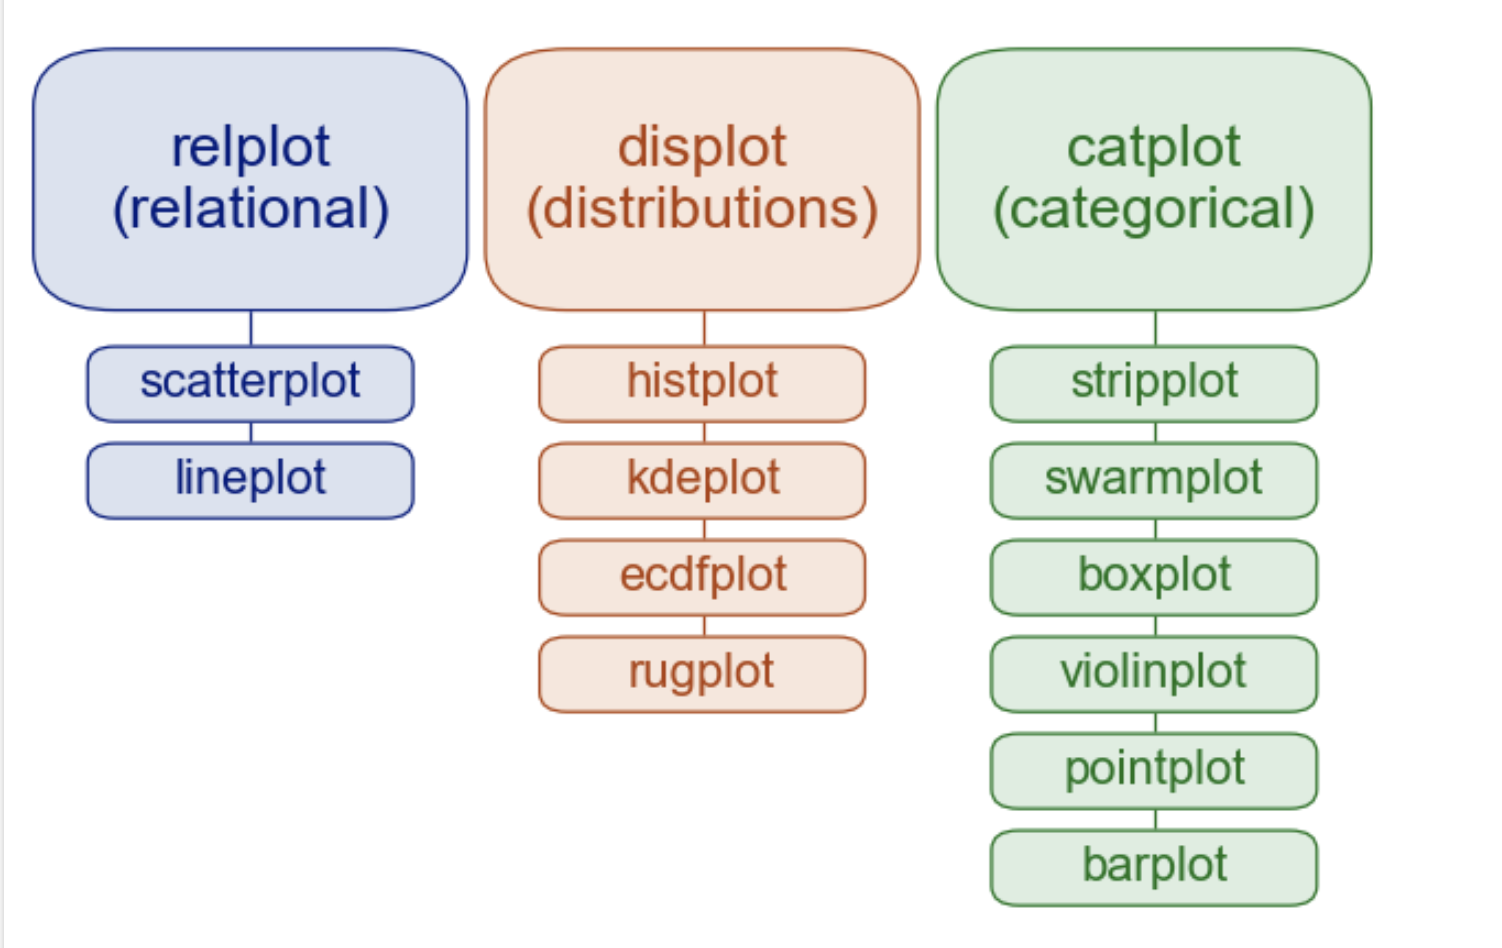 relplot
(relational)
scatterplot
lineplot
displot
(distributions)
histplot
kdeplot
ecdfplot
rugplot
catplot
(categorical)
stripplot
swarmplot
boxplot
violinplot
pointplot
barplot